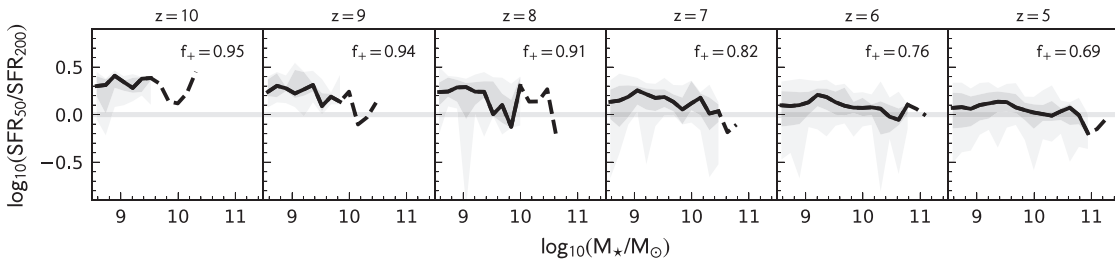 z = 10 z = 9 z = 8 z = 7 z = 6 z = 5
f₊ = 0.95 f₊ = 0.94 f₊ = 0.91 f₊ = 0.82 f₊ = 0.76 f₊ = 0.69
log₁₀(SFR₅₀/SFR₂₀₀)
0.5
0.0
−0.5
9 10 11 9 10 11 9 10 11 9 10 11 9 10 11 9 10 11
log₁₀(M⋆/M⊙)